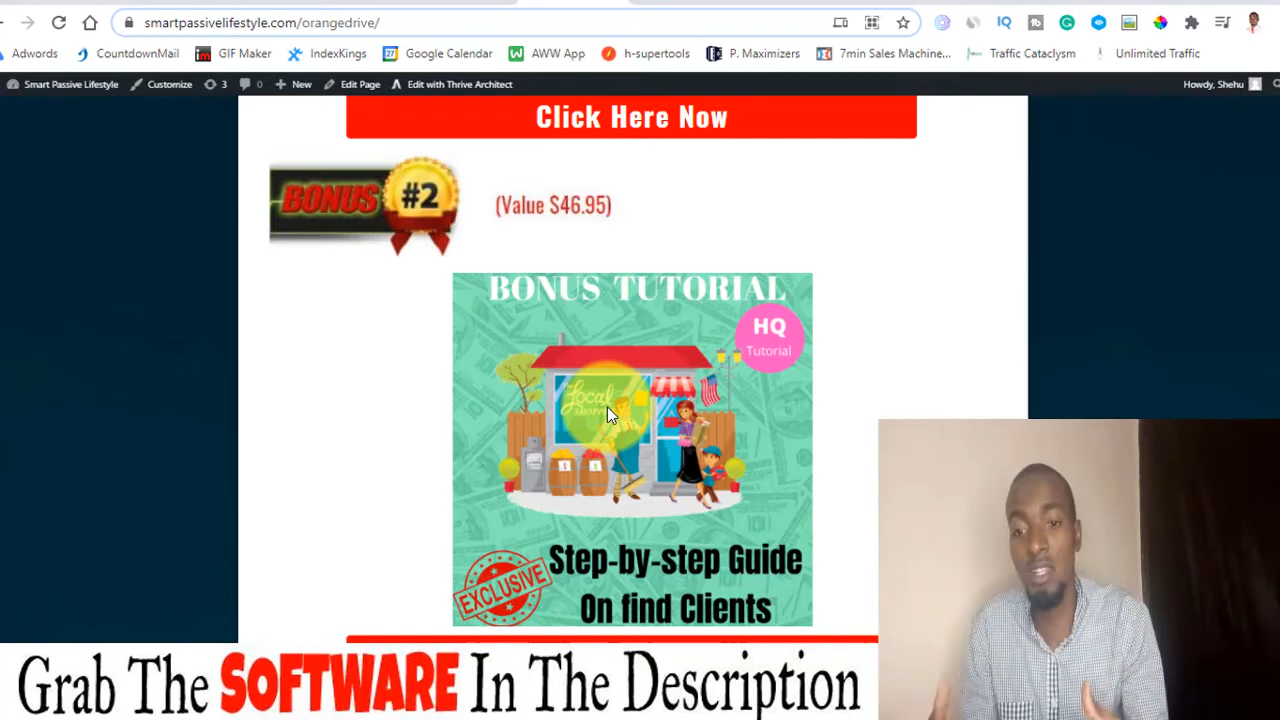 smartpassivelifestyle.com/orangedrive/
Adwords CountdownMail GIF Maker IndexKings Google Calendar AWW App h-supertools P. Maximizers 7min Sales Machine... Traffic Cataclysm Unlimited Traffic
Smart Passive Lifestyle Customize 3 0 New Edit Page Edit with Thrive Architect Howdy, Shehu
Click Here Now
BONUS #2
(Value $46.95)
BONUS TUTORIAL
HQ
Tutorial
Local
Step-by-step Guide
On find Clients
EXCLUSIVE
Grab The SOFTWARE In The Description